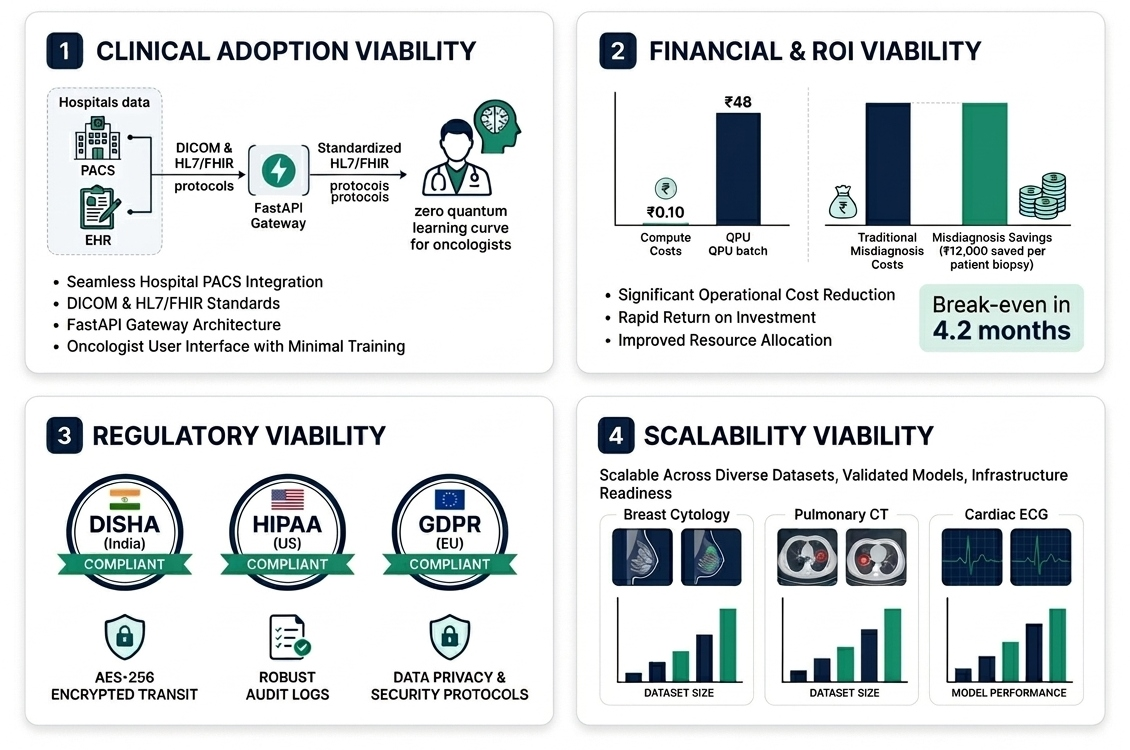 1 CLINICAL ADOPTION VIABILITY
Hospitals data
PACS
EHR
DICOM &
HL7/FHIR
protocols
FastAPI
Gateway
Standardized
HL7/FHIR
protocois
protocols
zero quantum
learning curve
for oncologists
• Seamless Hospital PACS Integration
• DICOM & HL7/FHIR Standards
• FastAPI Gateway Architecture
• Oncologist User Interface with Minimal Training
2 FINANCIAL & ROI VIABILITY
₹
₹0.10
₹48
Compute
Costs
QPU
QPU batch
₹
Traditional
Misdiagnosis
Costs
Misdiagnosis Savings
(₹12,000 saved per
patient biopsy)
• Significant Operational Cost Reduction
• Rapid Return on Investment
• Improved Resource Allocation
Break-even in
4.2 months
3 REGULATORY VIABILITY
DISHA
(India)
COMPLIANT
HIPAA
(US)
COMPLIANT
GDPR
(EU)
COMPLIANT
AES-256
ENCRYPTED TRANSIT
ROBUST
AUDIT LOGS
DATA PRIVACY &
SECURITY PROTOCOLS
4 SCALABILITY VIABILITY
Scalable Across Diverse Datasets, Validated Models, Infrastructure
Readiness
Breast Cytology
DATASET SIZE
Pulmonary CT
DATASET SIZE
Cardiac ECG
MODEL PERFORMANCE